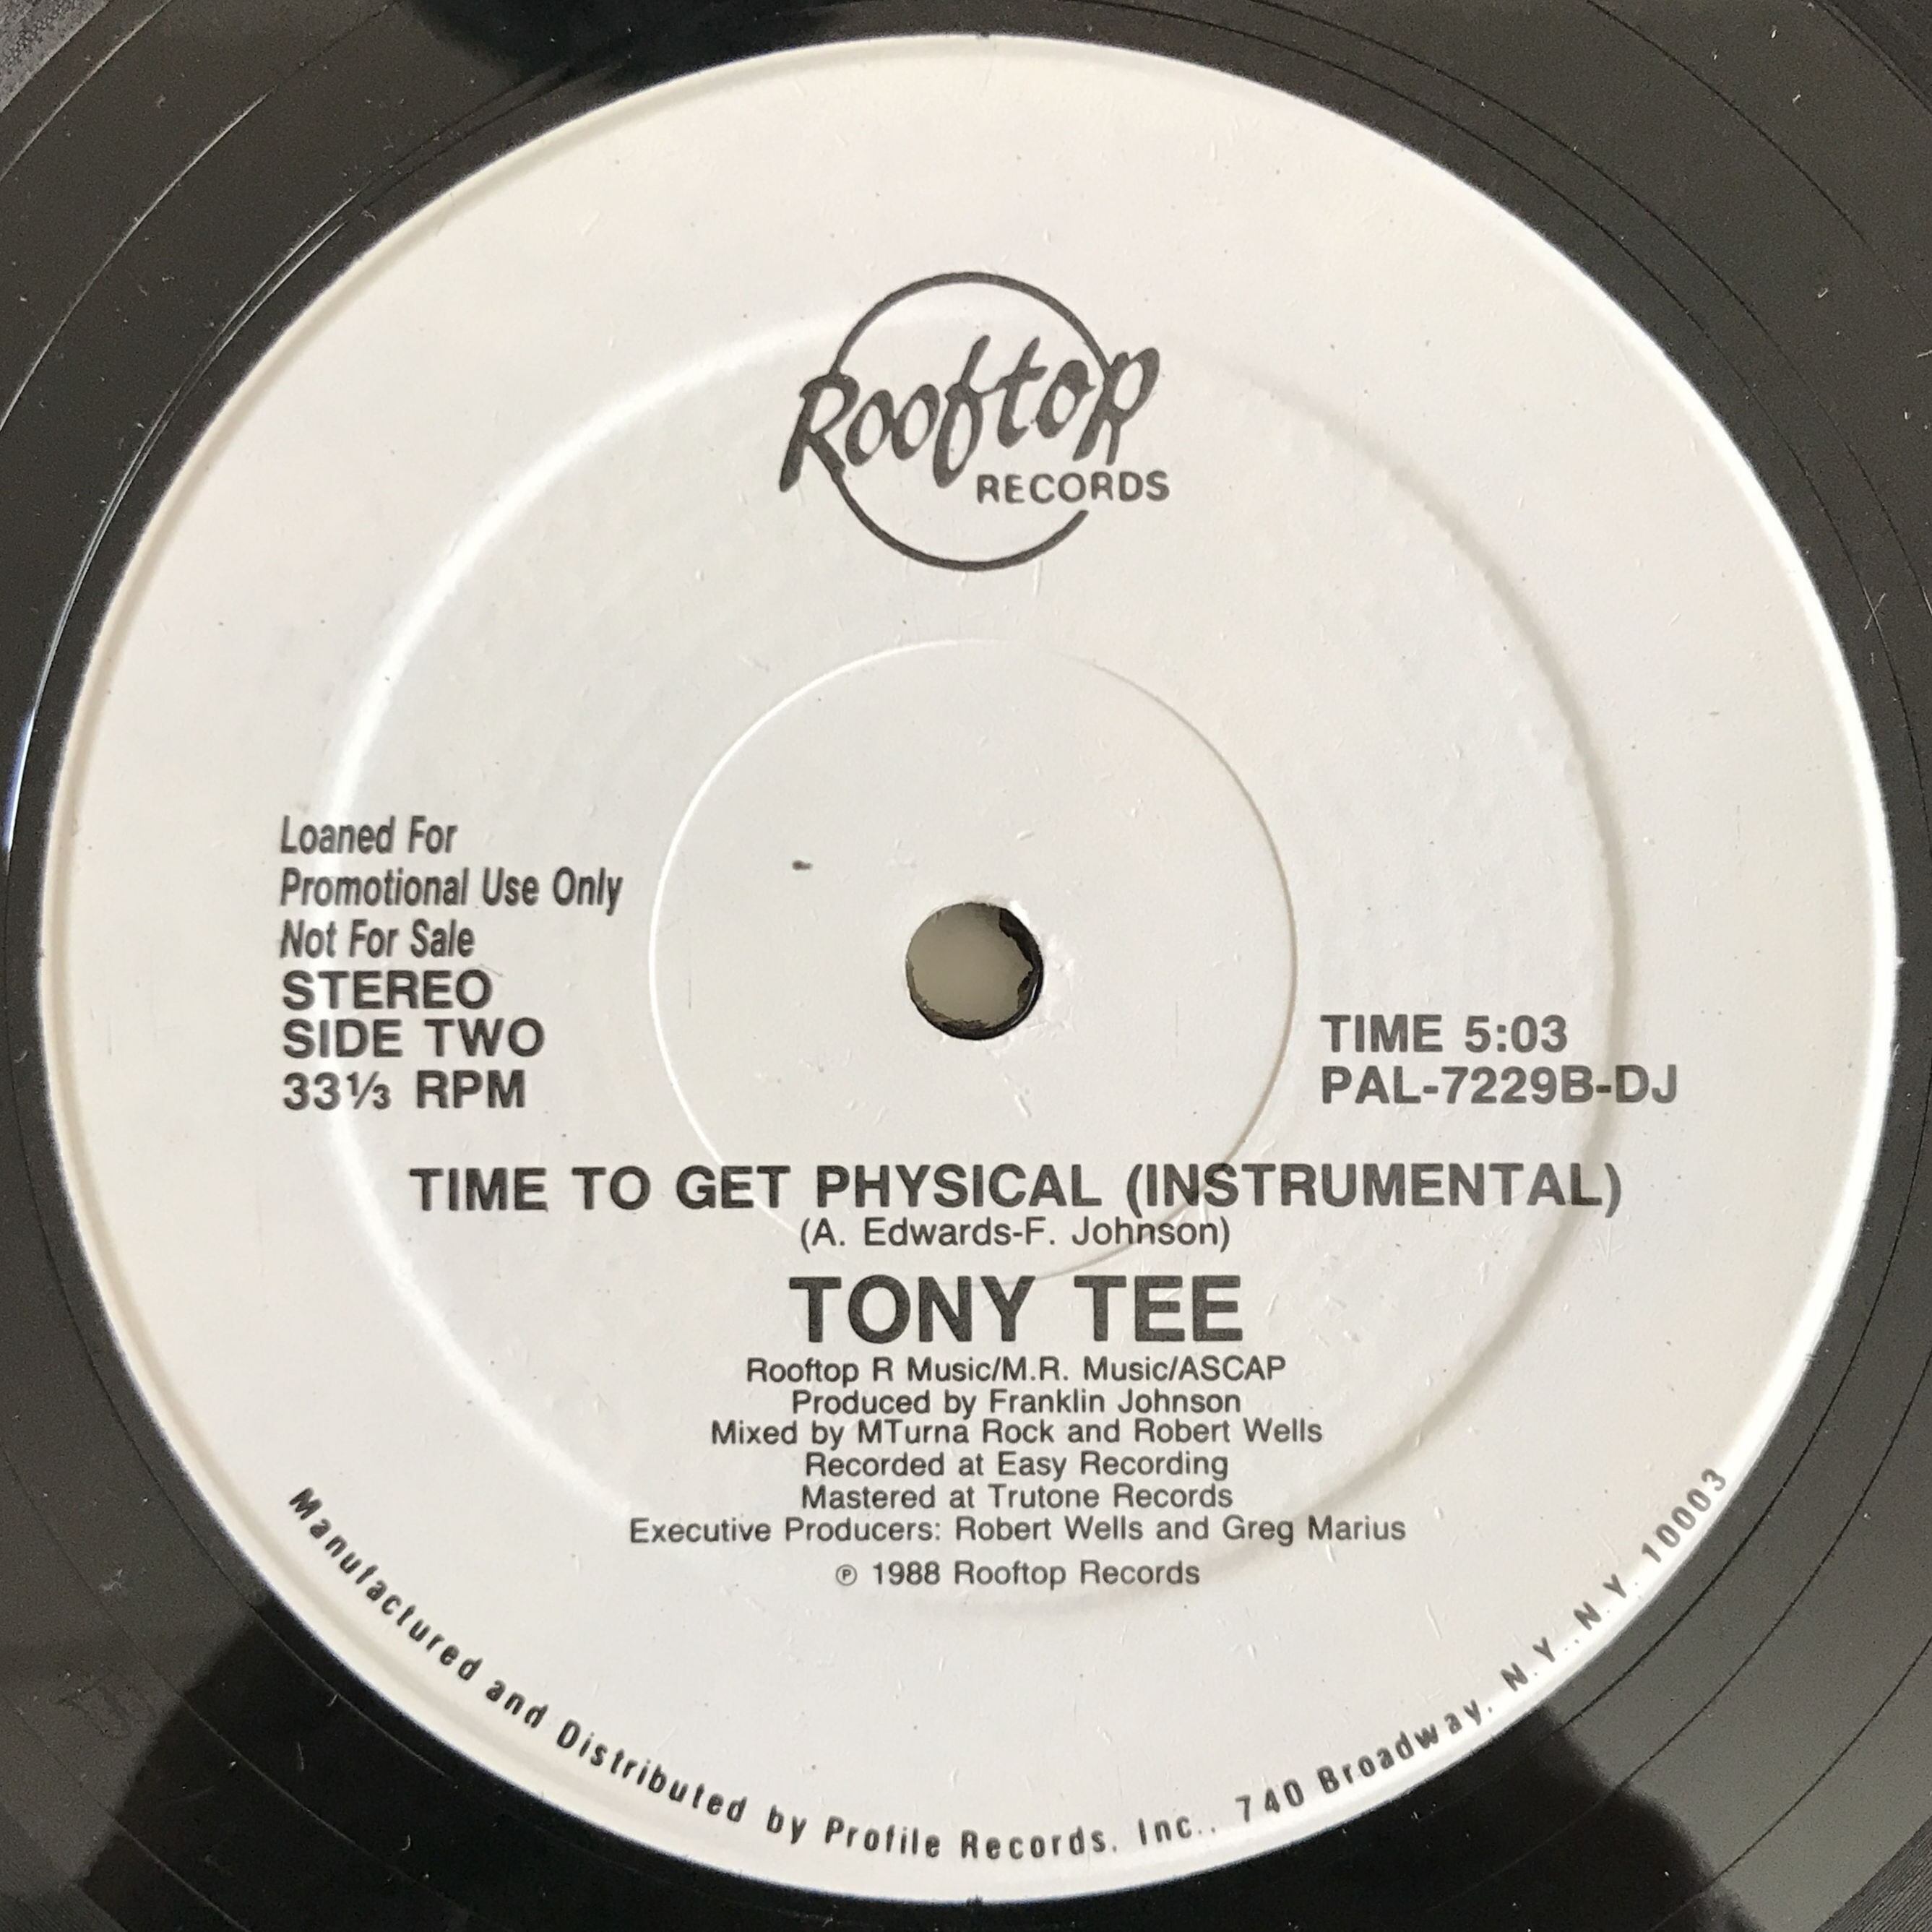 Rooftop
RECORDS
Loaned For
Promotional Use Only
Not For Sale
STEREO
SIDE TWO
33⅓ RPM
TIME 5:03
PAL-7229B-DJ
TIME TO GET PHYSICAL (INSTRUMENTAL)
(A. Edwards-F. Johnson)
TONY TEE
Rooftop R Music/M.R. Music/ASCAP
Produced by Franklin Johnson
Mixed by MTurna Rock and Robert Wells
Recorded at Easy Recording
Mastered at Trutone Records
Executive Producers: Robert Wells and Greg Marius
℗ 1988 Rooftop Records
Manufactured and Distributed by Profile Records, Inc., 740 Broadway, N.Y., N.Y. 10003